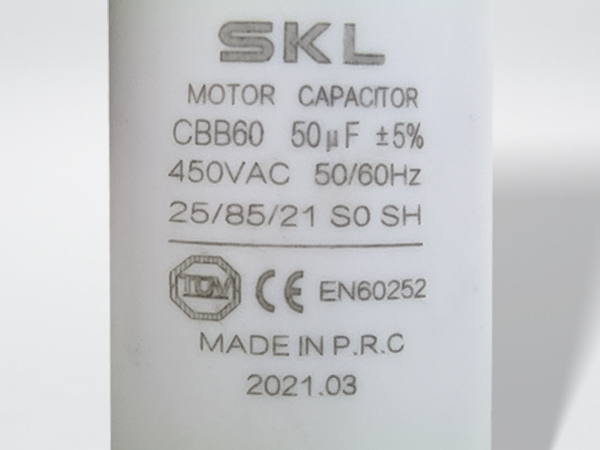 SKL
MOTOR CAPACITOR
CBB60 50µF ±5%
450VAC 50/60Hz
25/85/21 S0 SH
TÜV CE EN60252
MADE IN P.R.C
2021.03